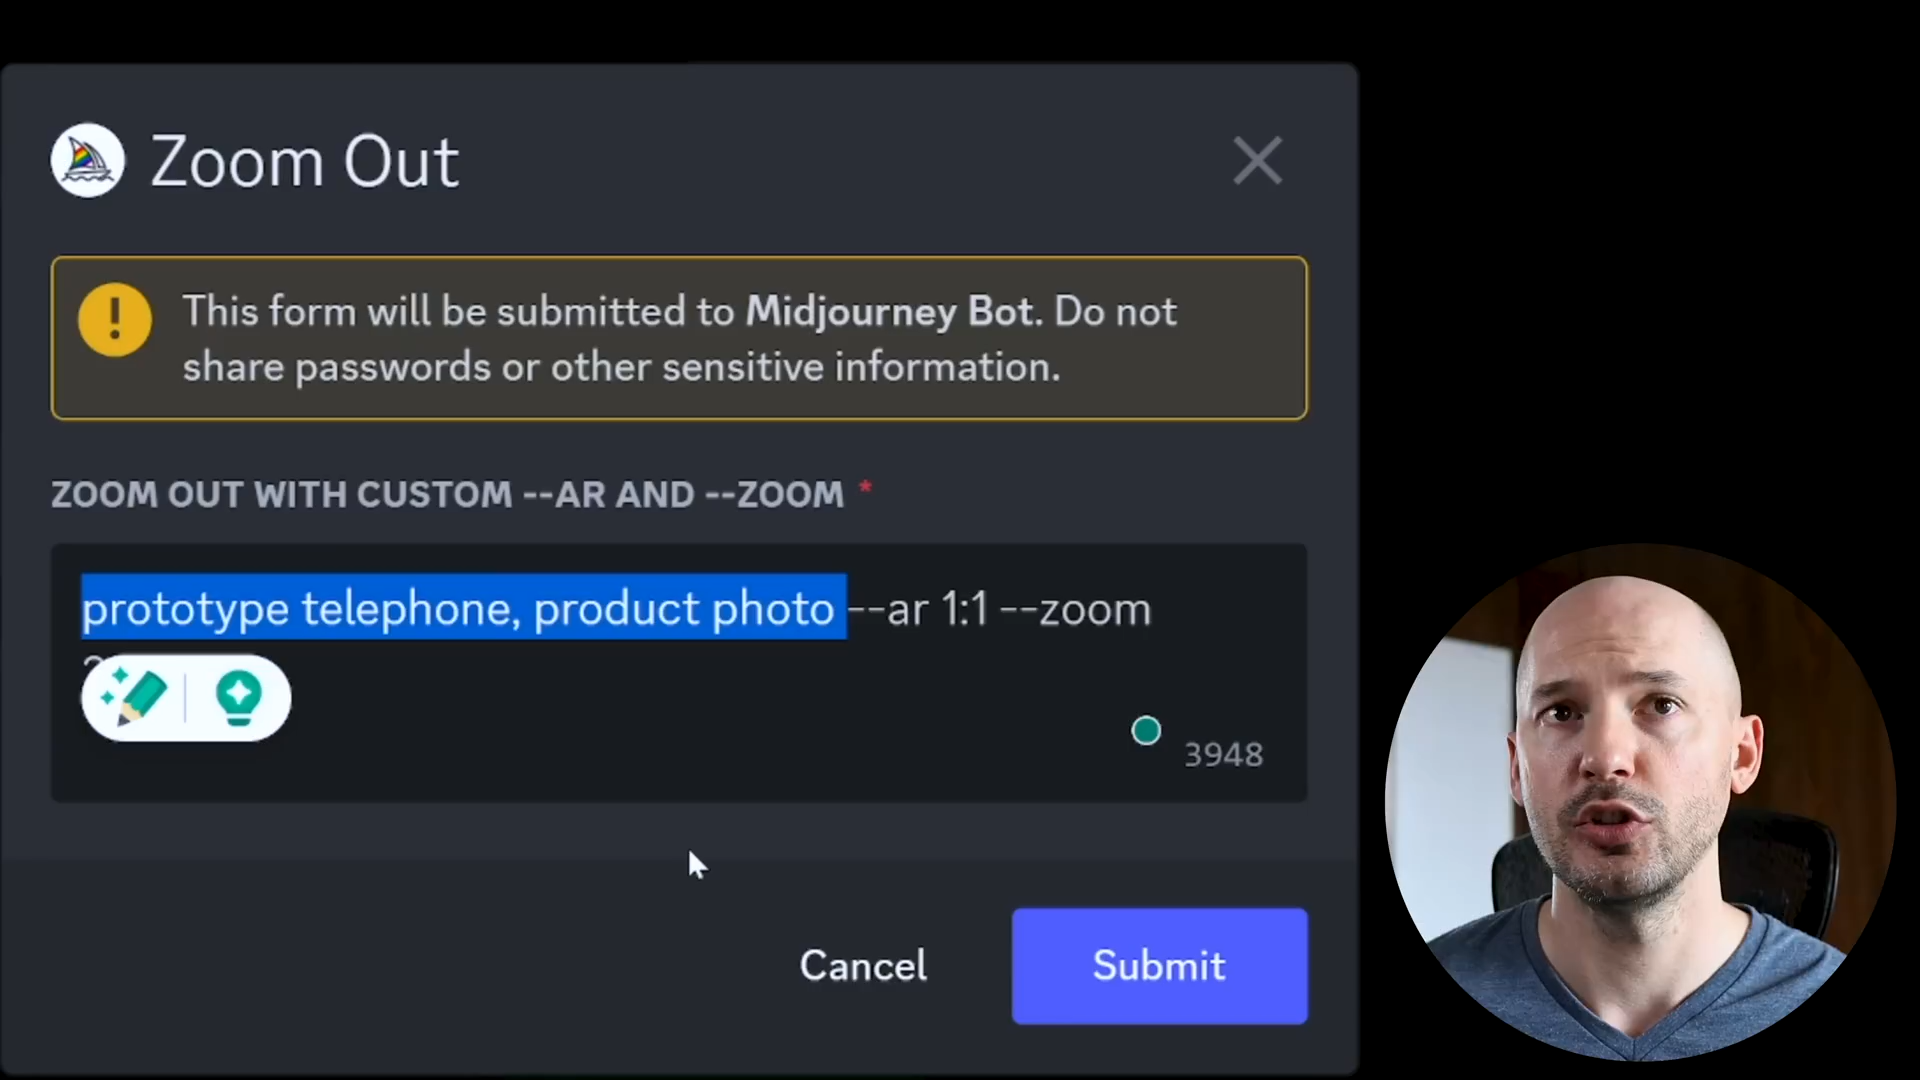 Zoom Out
This form will be submitted to Midjourney Bot. Do not
share passwords or other sensitive information.
ZOOM OUT WITH CUSTOM --AR AND --ZOOM *
prototype telephone, product photo --ar 1:1 --zoom
3948
Cancel
Submit